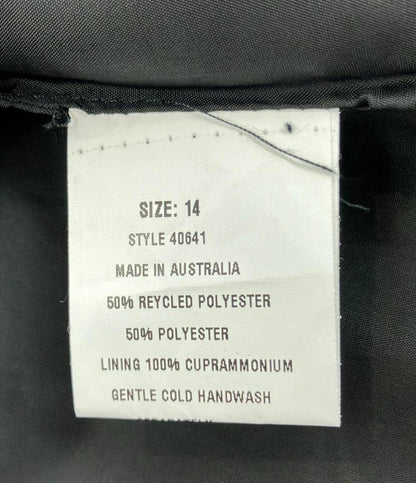 SIZE: 14
STYLE 40641
MADE IN AUSTRALIA
50% REYCLED POLYESTER
50% POLYESTER
LINING 100% CUPRAMMONIUM
GENTLE COLD HANDWASH